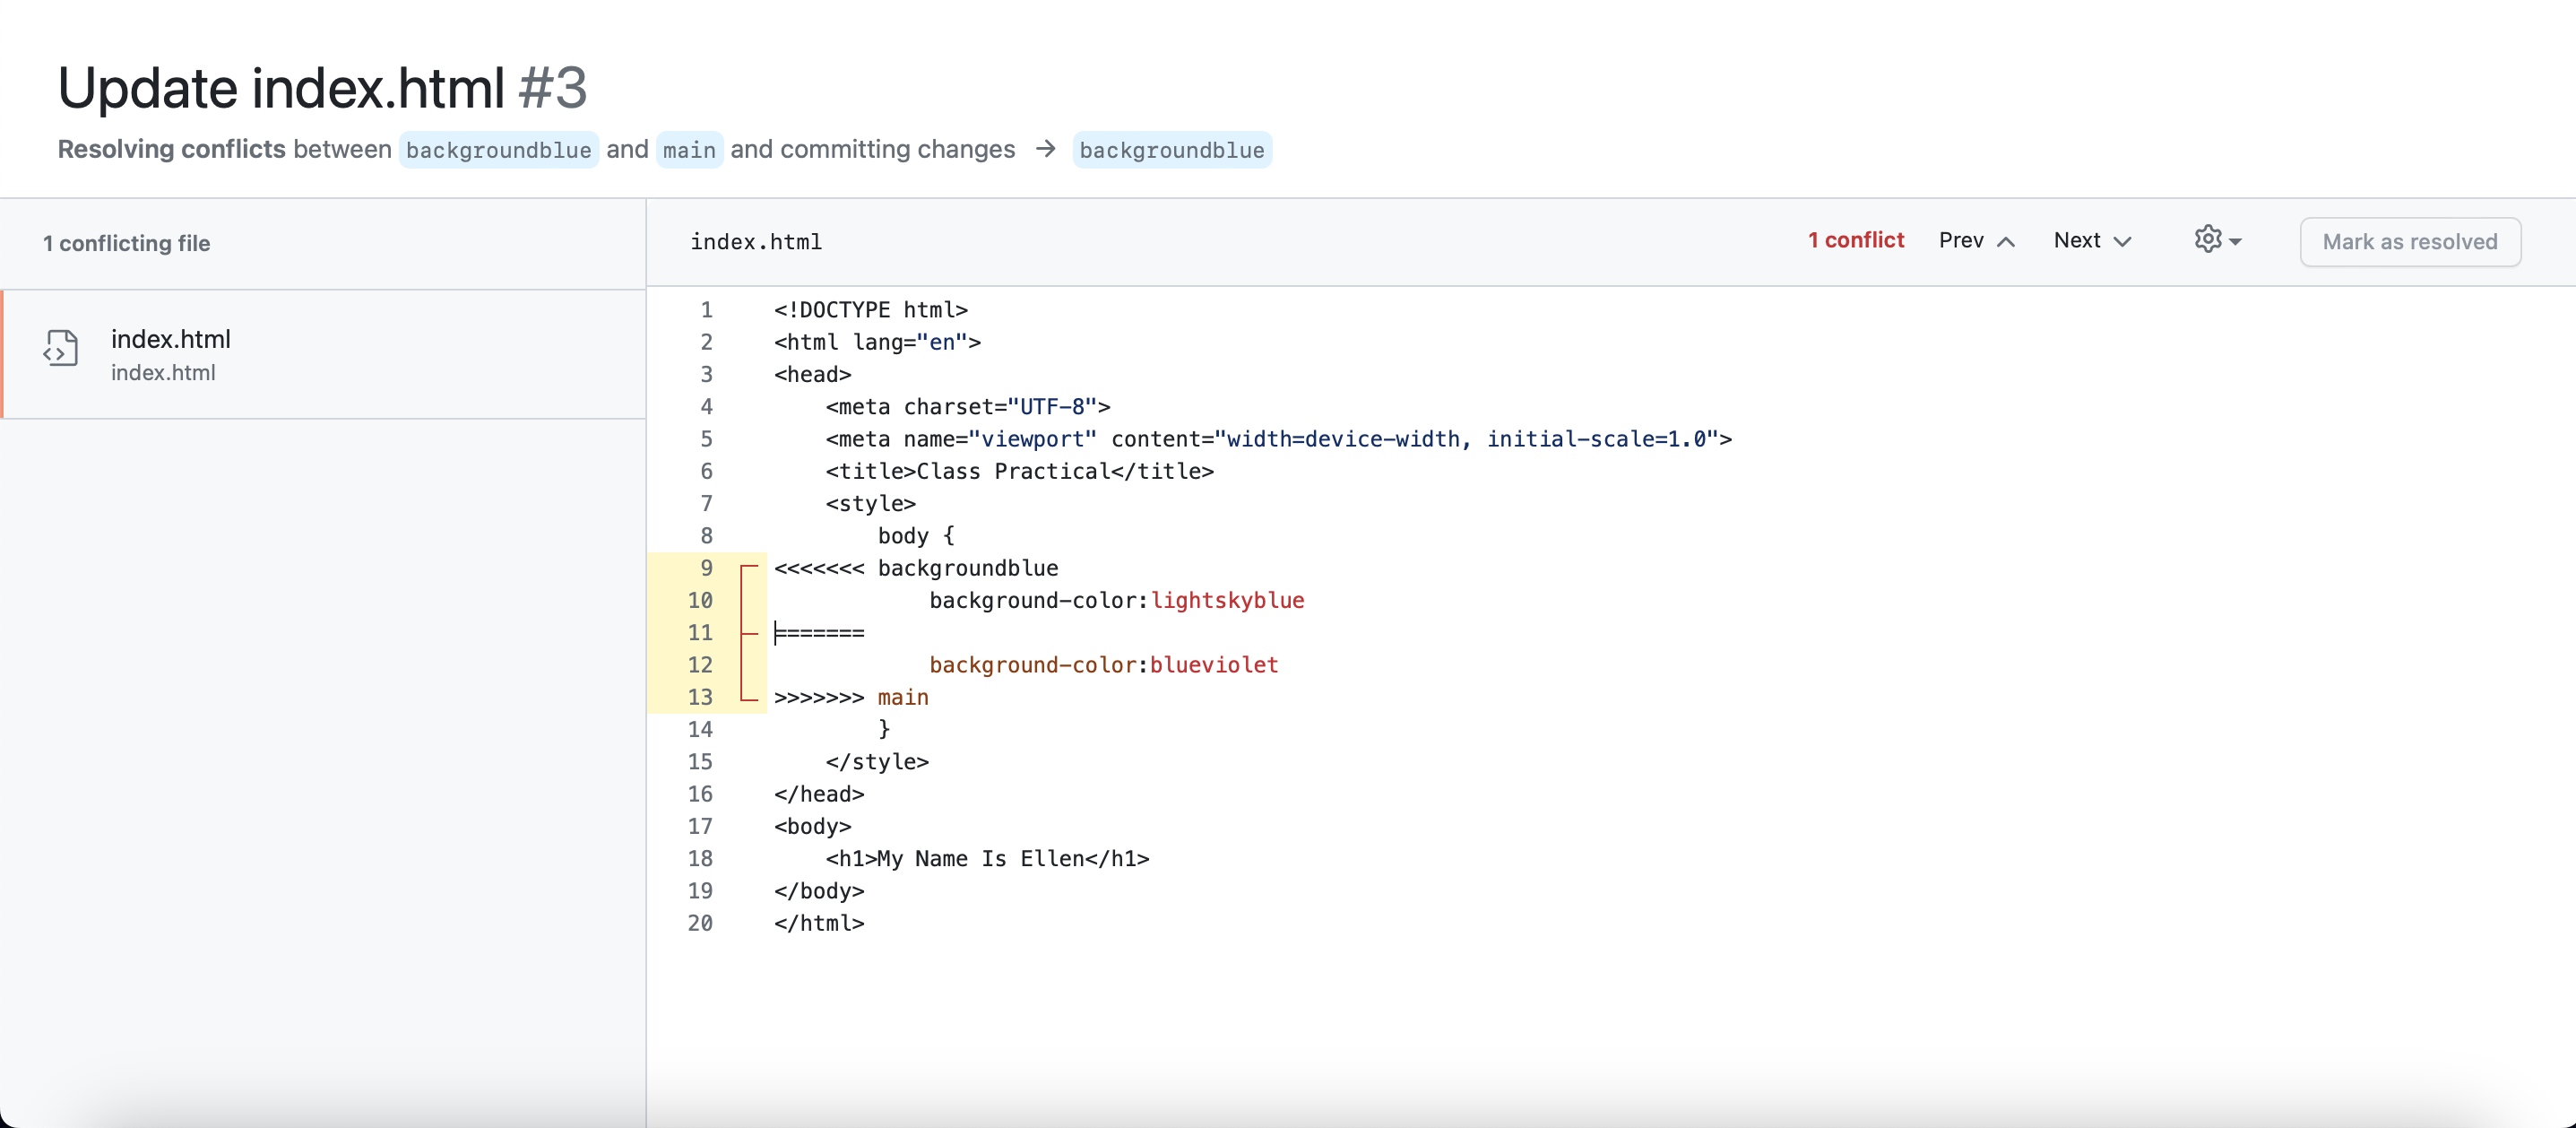 Update index.html #3
Resolving conflicts between backgroundblue and main and committing changes → backgroundblue
1 conflicting file
index.html
index.html
index.html
1 conflict Prev Next Mark as resolved
1 <!DOCTYPE html>
2 <html lang="en">
3 <head>
4     <meta charset="UTF-8">
5     <meta name="viewport" content="width=device-width, initial-scale=1.0">
6     <title>Class Practical</title>
7     <style>
8         body {
9 <<<<<<< backgroundblue
10             background-color:lightskyblue
11 =======
12             background-color:blueviolet
13 >>>>>>> main
14         }
15     </style>
16 </head>
17 <body>
18     <h1>My Name Is Ellen</h1>
19 </body>
20 </html>